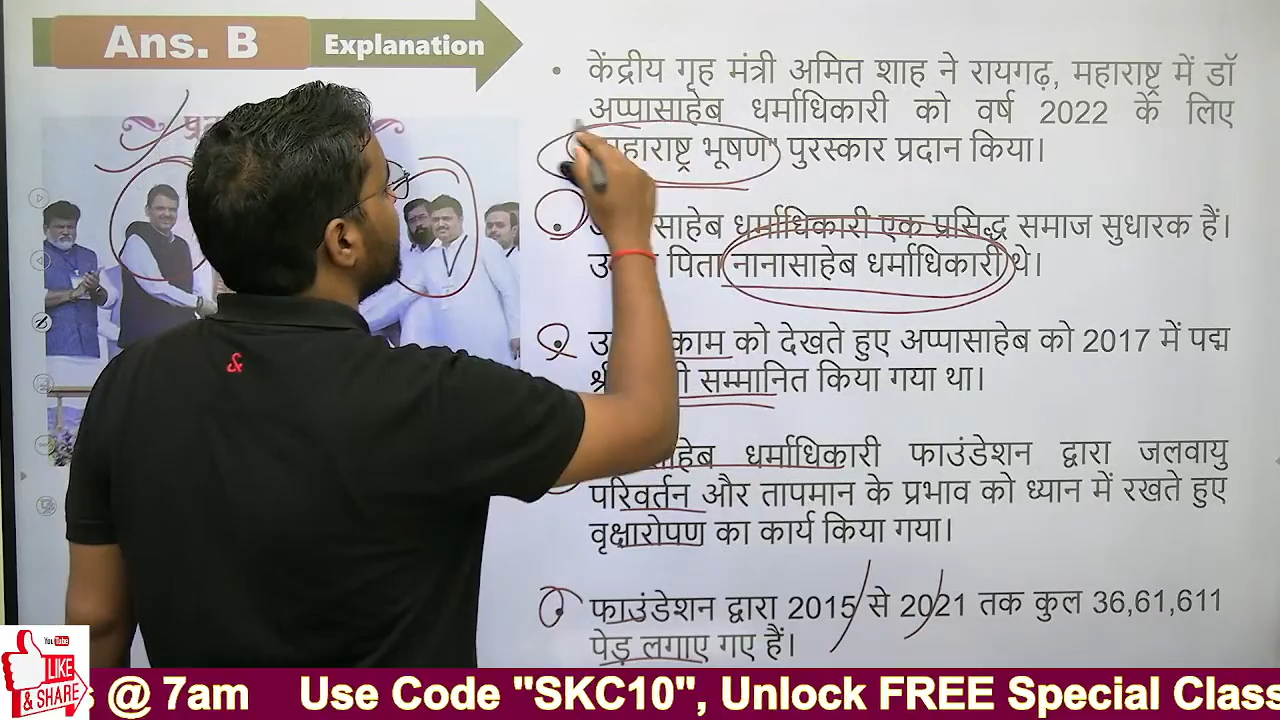 Ans. B
Explanation
• केंद्रीय गृह मंत्री अमित शाह ने रायगढ़, महाराष्ट्र में डॉ
अप्पासाहेब धर्माधिकारी को वर्ष 2022 के लिए
भूषण" पुरस्कार प्रदान किया।
धर्माधिकारी एक प्रसिद्ध समाज सुधारक हैं।
पिता नानासाहेब धर्माधिकारी थे।
काम को देखते हुए अप्पासाहेब को 2017 में पद्म
सम्मानित किया गया था।
धर्माधिकारी फाउंडेशन द्वारा जलवायु
परिवर्तन और तापमान के प्रभाव को ध्यान में रखते हुए
वृक्षारोपण का कार्य किया गया।
फाउंडेशन द्वारा 2015 से 2021 तक कुल 36,61,611
पेड़ लगाए गए हैं।
You Tube
LIKE
& SHARE
@ 7am Use Code "SKC10", Unlock FREE Special Class